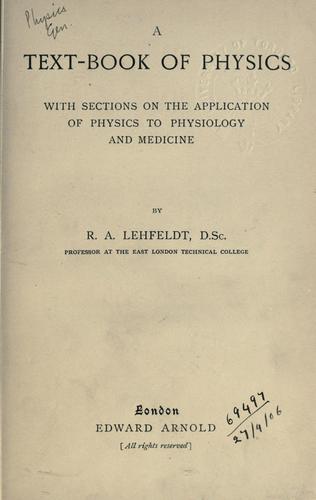 Physics
Gen.
A
TEXT-BOOK OF PHYSICS
WITH SECTIONS ON THE APPLICATION
OF PHYSICS TO PHYSIOLOGY
AND MEDICINE
BY
R. A. LEHFELDT, D.Sc.
PROFESSOR AT THE EAST LONDON TECHNICAL COLLEGE
London
EDWARD ARNOLD
[All rights reserved]
69497
27/9/06